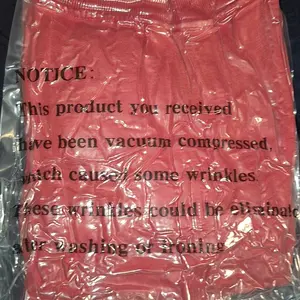 NOTICE:
This product you received
have been vacuum compressed,
which caused some wrinkles.
These wrinkles could be eliminate
after washing or ironing